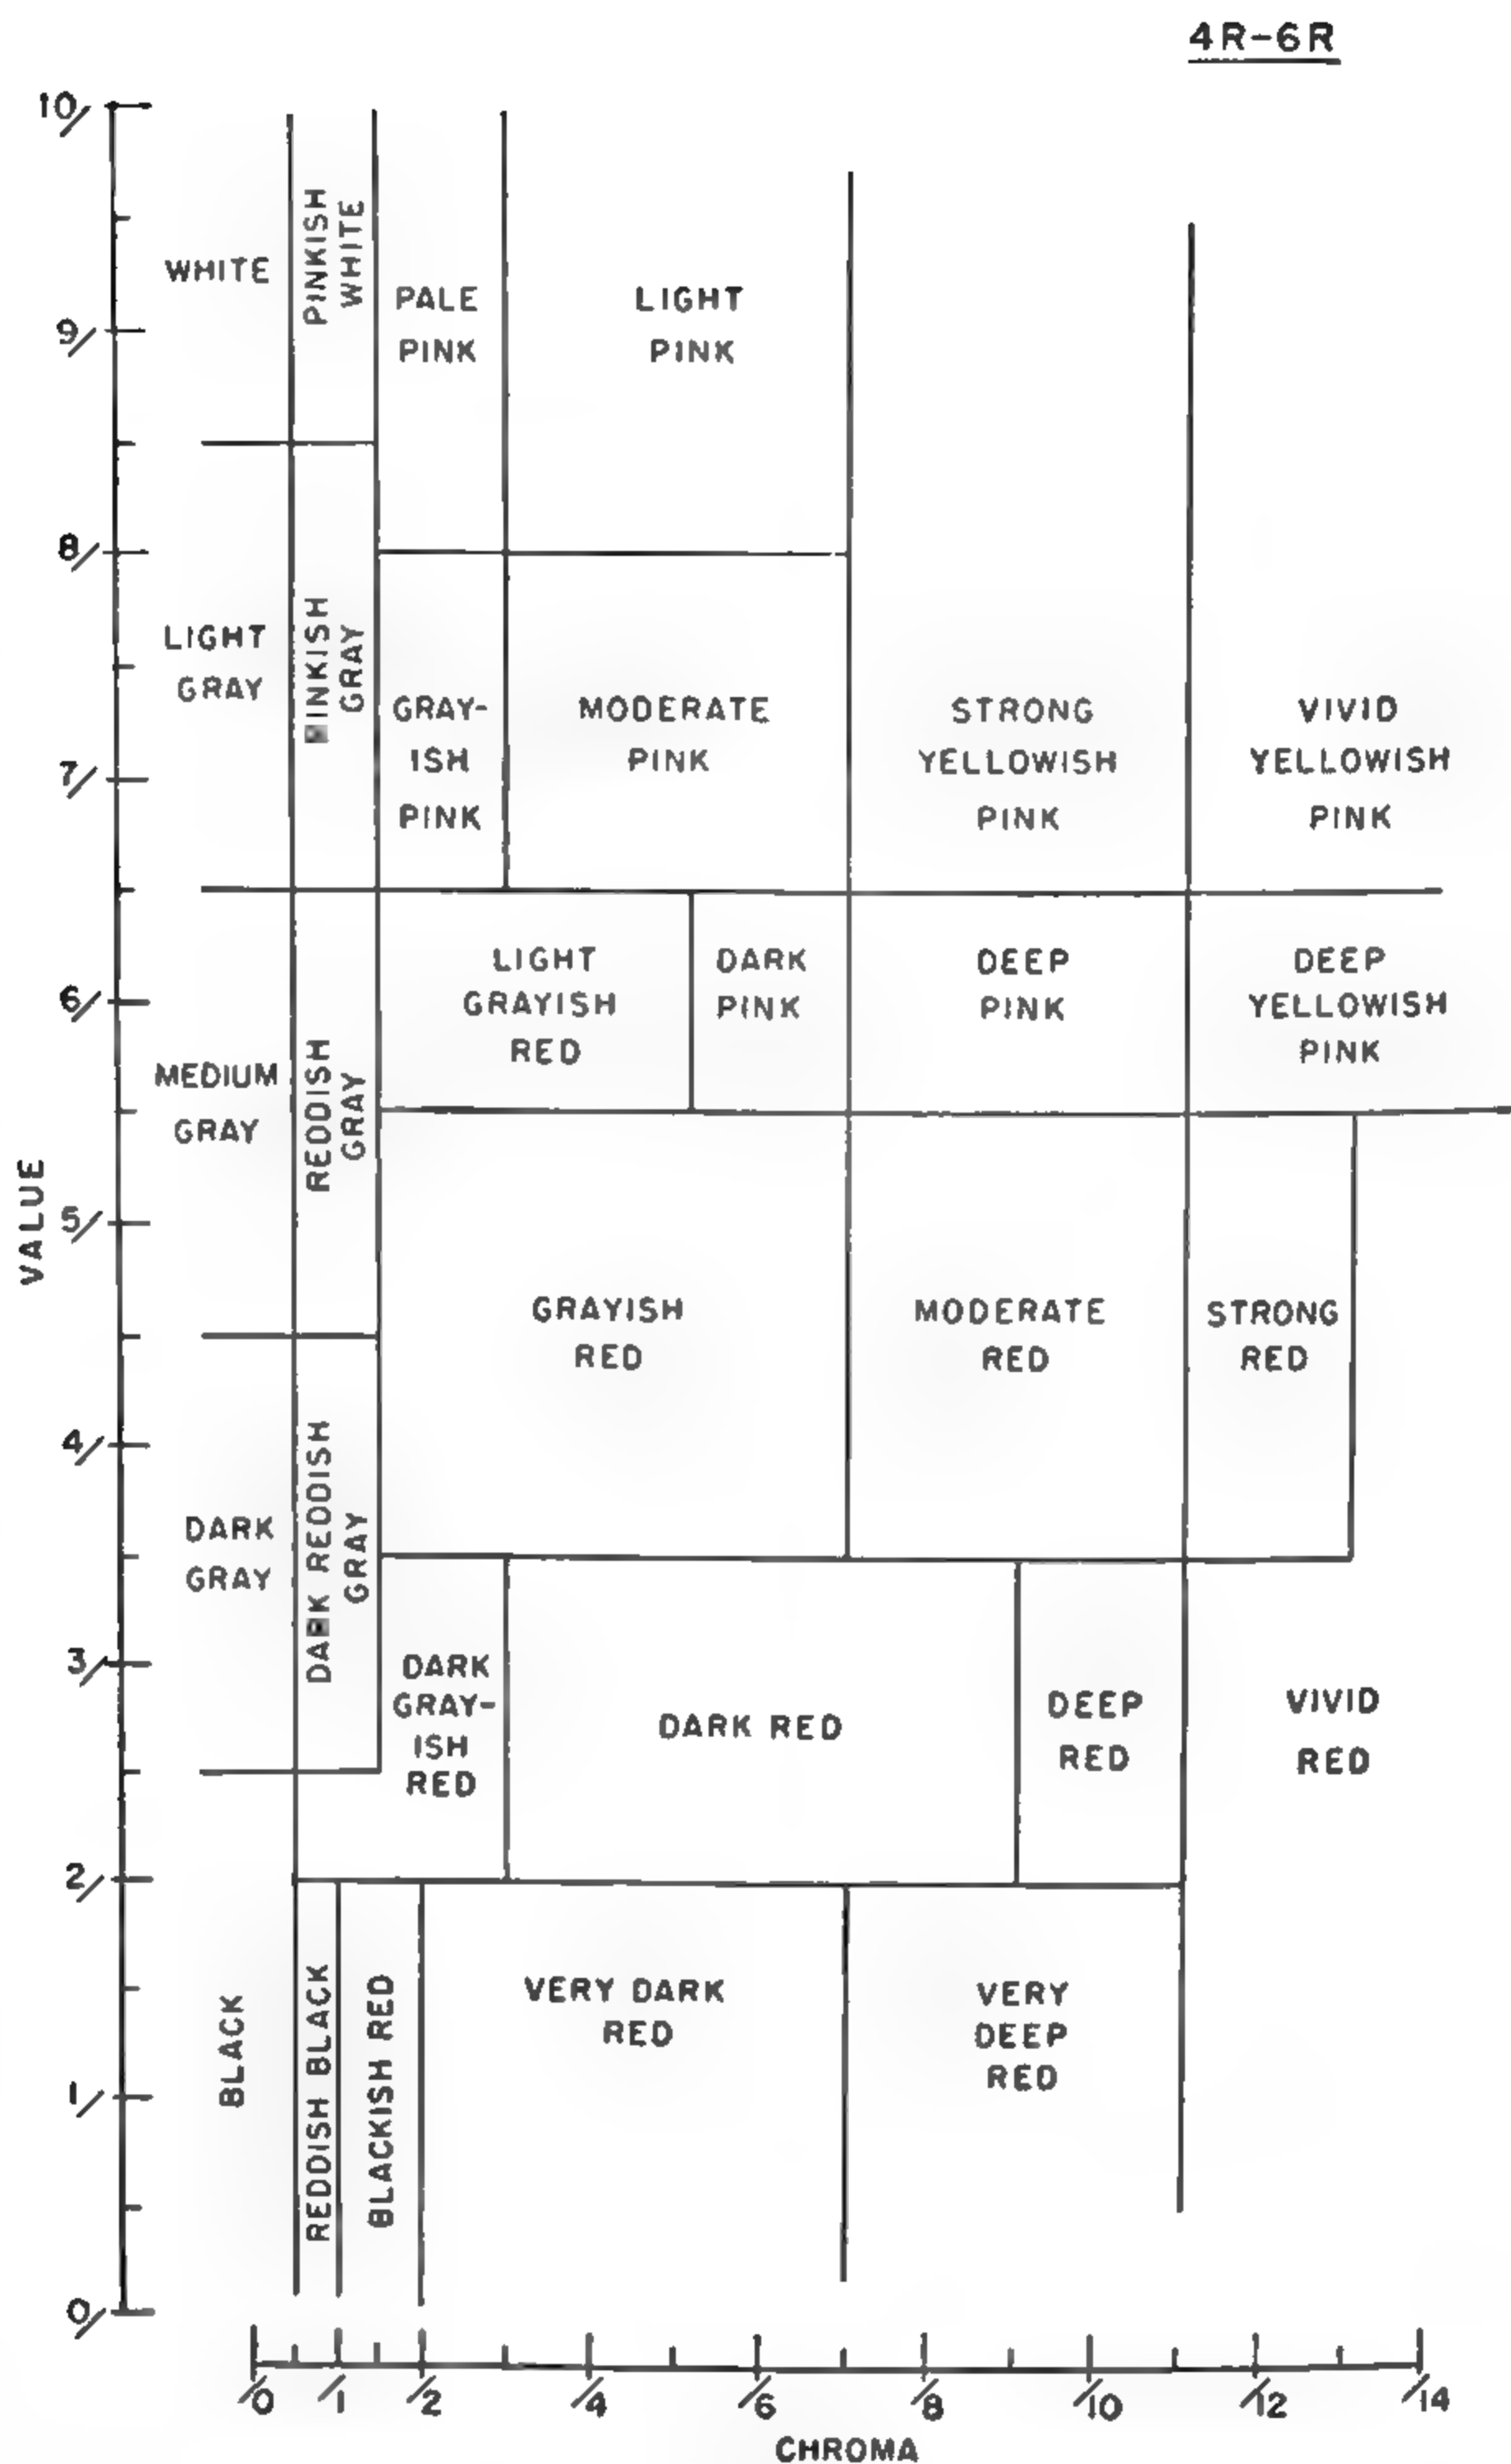 4R-6R
10/
PINKISH
WHITE
WHITE
PALE
PINK
LIGHT
PINK
9/
8/
LIGHT
GRAY
PINKISH
GRAY
GRAY-
ISH
PINK
MODERATE
PINK
STRONG
YELLOWISH
PINK
VIVID
YELLOWISH
PINK
7/
LIGHT
GRAYISH
RED
DARK
PINK
DEEP
PINK
DEEP
YELLOWISH
PINK
6/
MEDIUM
GRAY
REDDISH
GRAY
VALUE
5/
GRAYISH
RED
MODERATE
RED
STRONG
RED
4/
DARK
GRAY
DARK REDDISH
GRAY
3/
DARK
GRAY-
ISH
RED
DARK RED
DEEP
RED
VIVID
RED
2/
BLACK
REDDISH BLACK
BLACKISH RED
VERY DARK
RED
VERY
DEEP
RED
1/
0/
/0 /1 /2 /4 /6 /8 /10 /12 /14
CHROMA